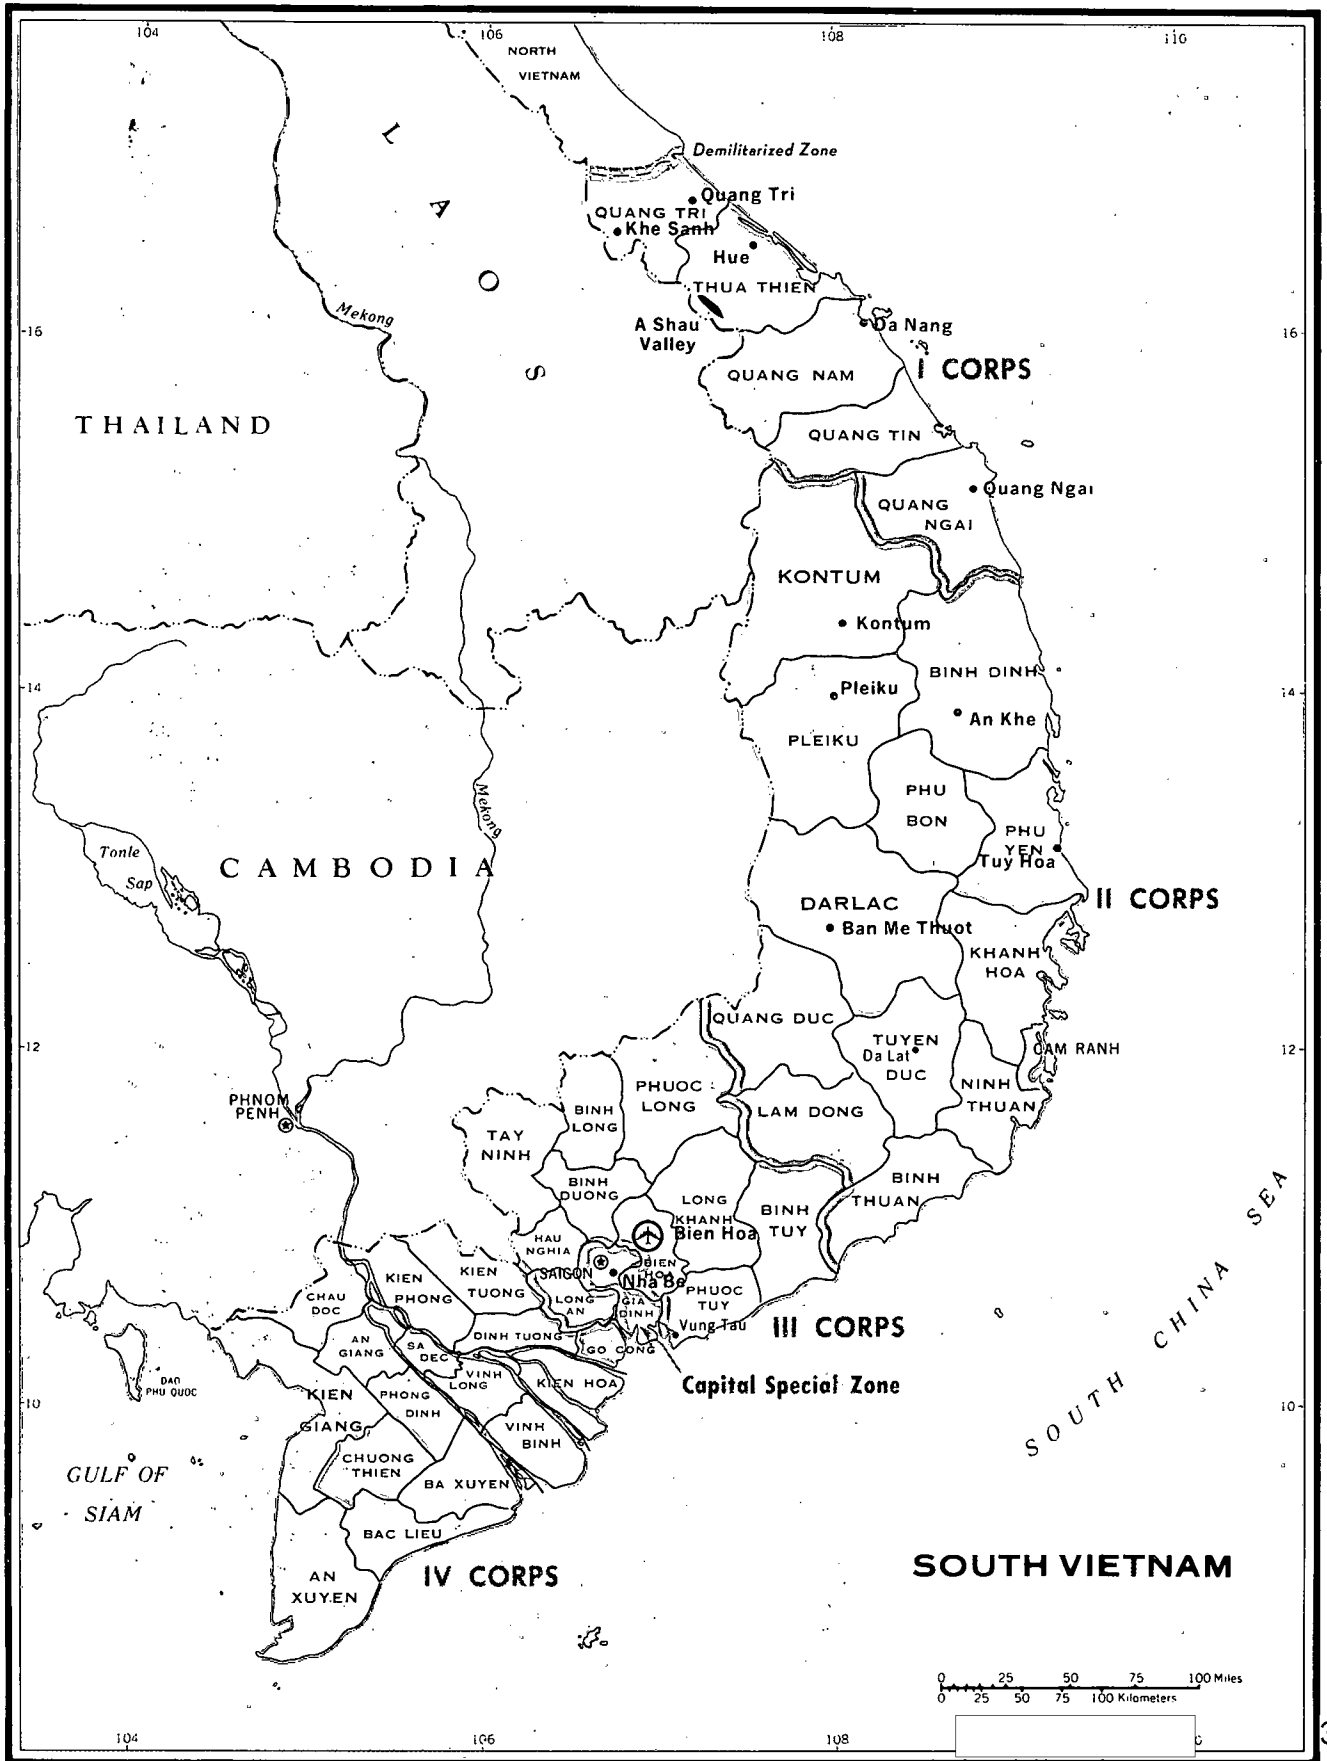 104
106
108
110
NORTH
VIETNAM
LAOS
Demilitarized Zone
Quang Tri
QUANG TRI
Khe Sanh
Hue
THUA THIEN
Mekong
A Shau
Valley
Da Nang
16
16
I CORPS
QUANG NAM
THAILAND
QUANG TIN
Quang Ngai
QUANG
NGAI
KONTUM
Kontum
BINH DINH
14
14
Pleiku
An Khe
PLEIKU
PHU
BON
Mekong
PHU
YEN
Tuy Hoa
Tonle
Sap
CAMBODIA
DARLAC
II CORPS
Ban Me Thuot
KHANH
HOA
QUANG DUC
TUYEN
DUC
Da Lat
CAM RANH
12
12
PHUOC
LONG
NINH
THUAN
PHNOM
PENH
BINH
LONG
LAM DONG
TAY
NINH
BINH
DUONG
LONG
KHANH
BINH
TUY
BINH
THUAN
SOUTH CHINA SEA
HAU
NGHIA
Bien Hoa
BIEN
HOA
SAIGON
Nha Be
KIEN
PHONG
KIEN
TUONG
CHAU
DOC
LONG
AN
GIA
DINH
PHUOC
TUY
Vung Tau
III CORPS
AN
GIANG
SA
DEC
DINH TUONG
GO CONG
Capital Special Zone
DAO
PHU QUOC
VINH
LONG
KIEN HOA
KIEN
GIANG
PHONG
DINH
10
10
VINH
BINH
CHUONG
THIEN
BA XUYEN
GULF OF
SIAM
BAC LIEU
AN
XUYEN
IV CORPS
SOUTH VIETNAM
0 25 50 75 100 Miles
0 25 50 75 100 Kilometers
104
106
108